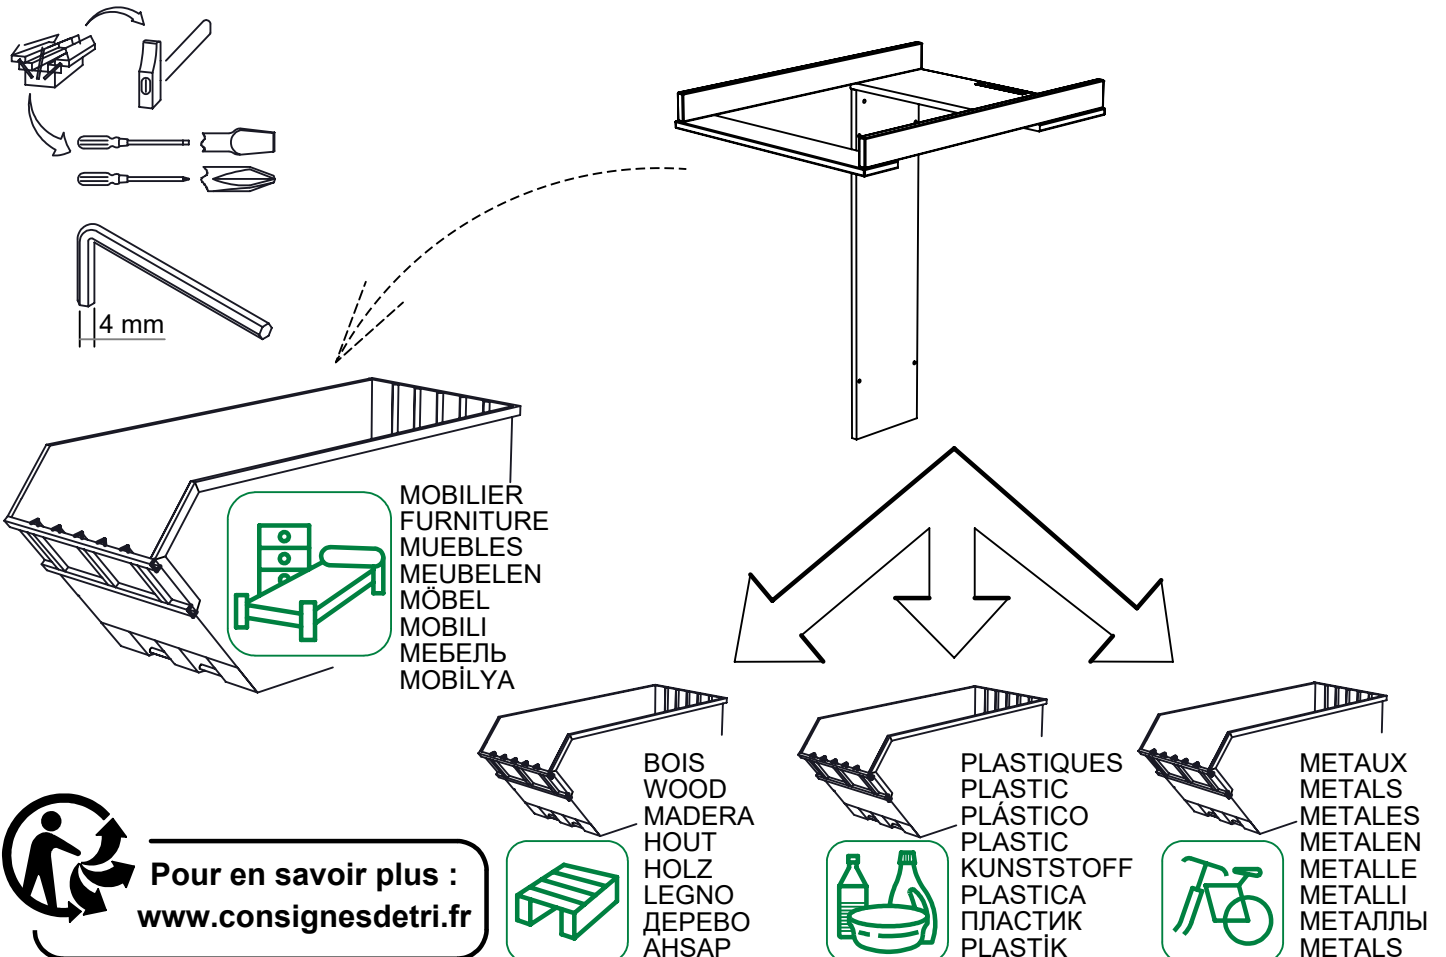 4 mm
MOBILIER
FURNITURE
MUEBLES
MEUBELEN
MÖBEL
MOBILI
МЕБЕЛЬ
MOBİLYA
BOIS
WOOD
MADERA
HOUT
HOLZ
LEGNO
ДЕРЕВО
AHSAP
PLASTIQUES
PLASTIC
PLÁSTICO
PLASTIC
KUNSTSTOFF
PLASTICA
ПЛАСТИК
PLASTİK
METAUX
METALS
METALES
METALEN
METALLE
METALLI
МЕТАЛЛЫ
METALS
Pour en savoir plus :
www.consignesdetri.fr